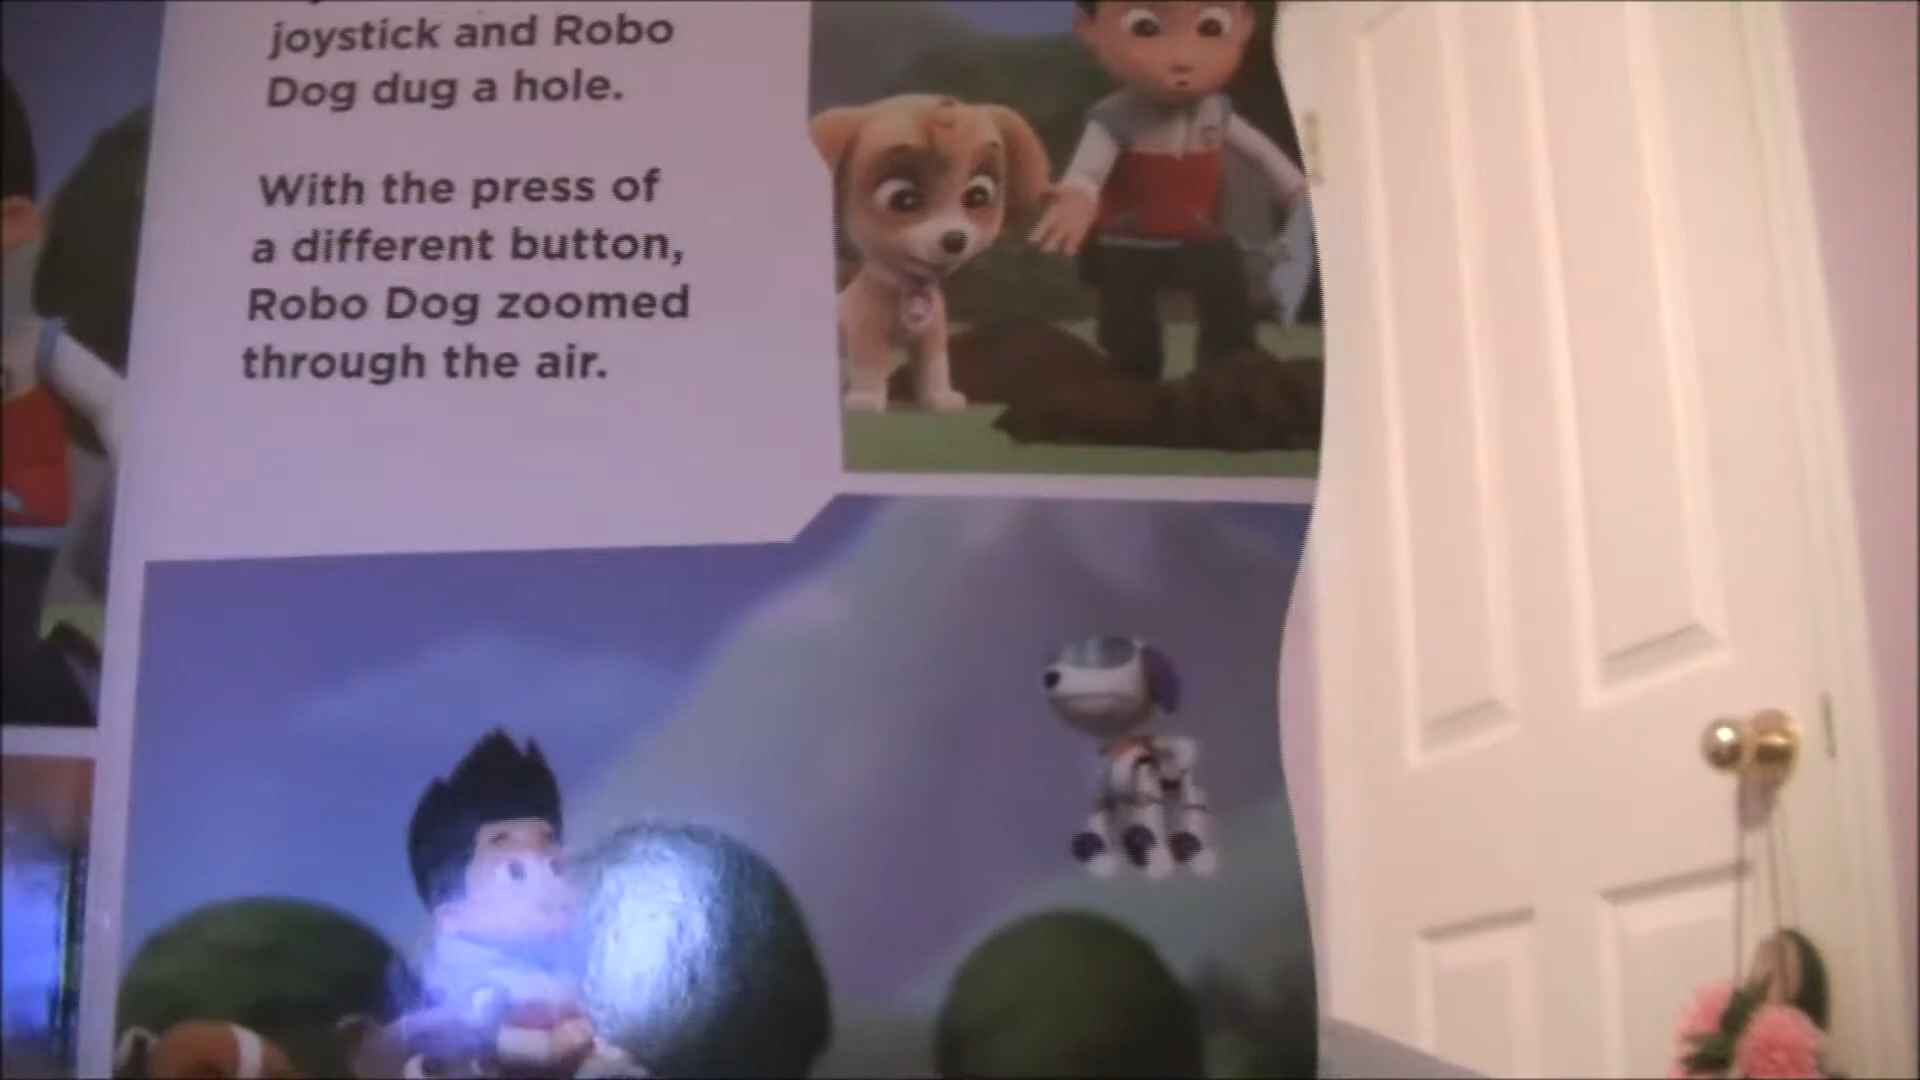 joystick and Robo
Dog dug a hole.
With the press of
a different button,
Robo Dog zoomed
through the air.